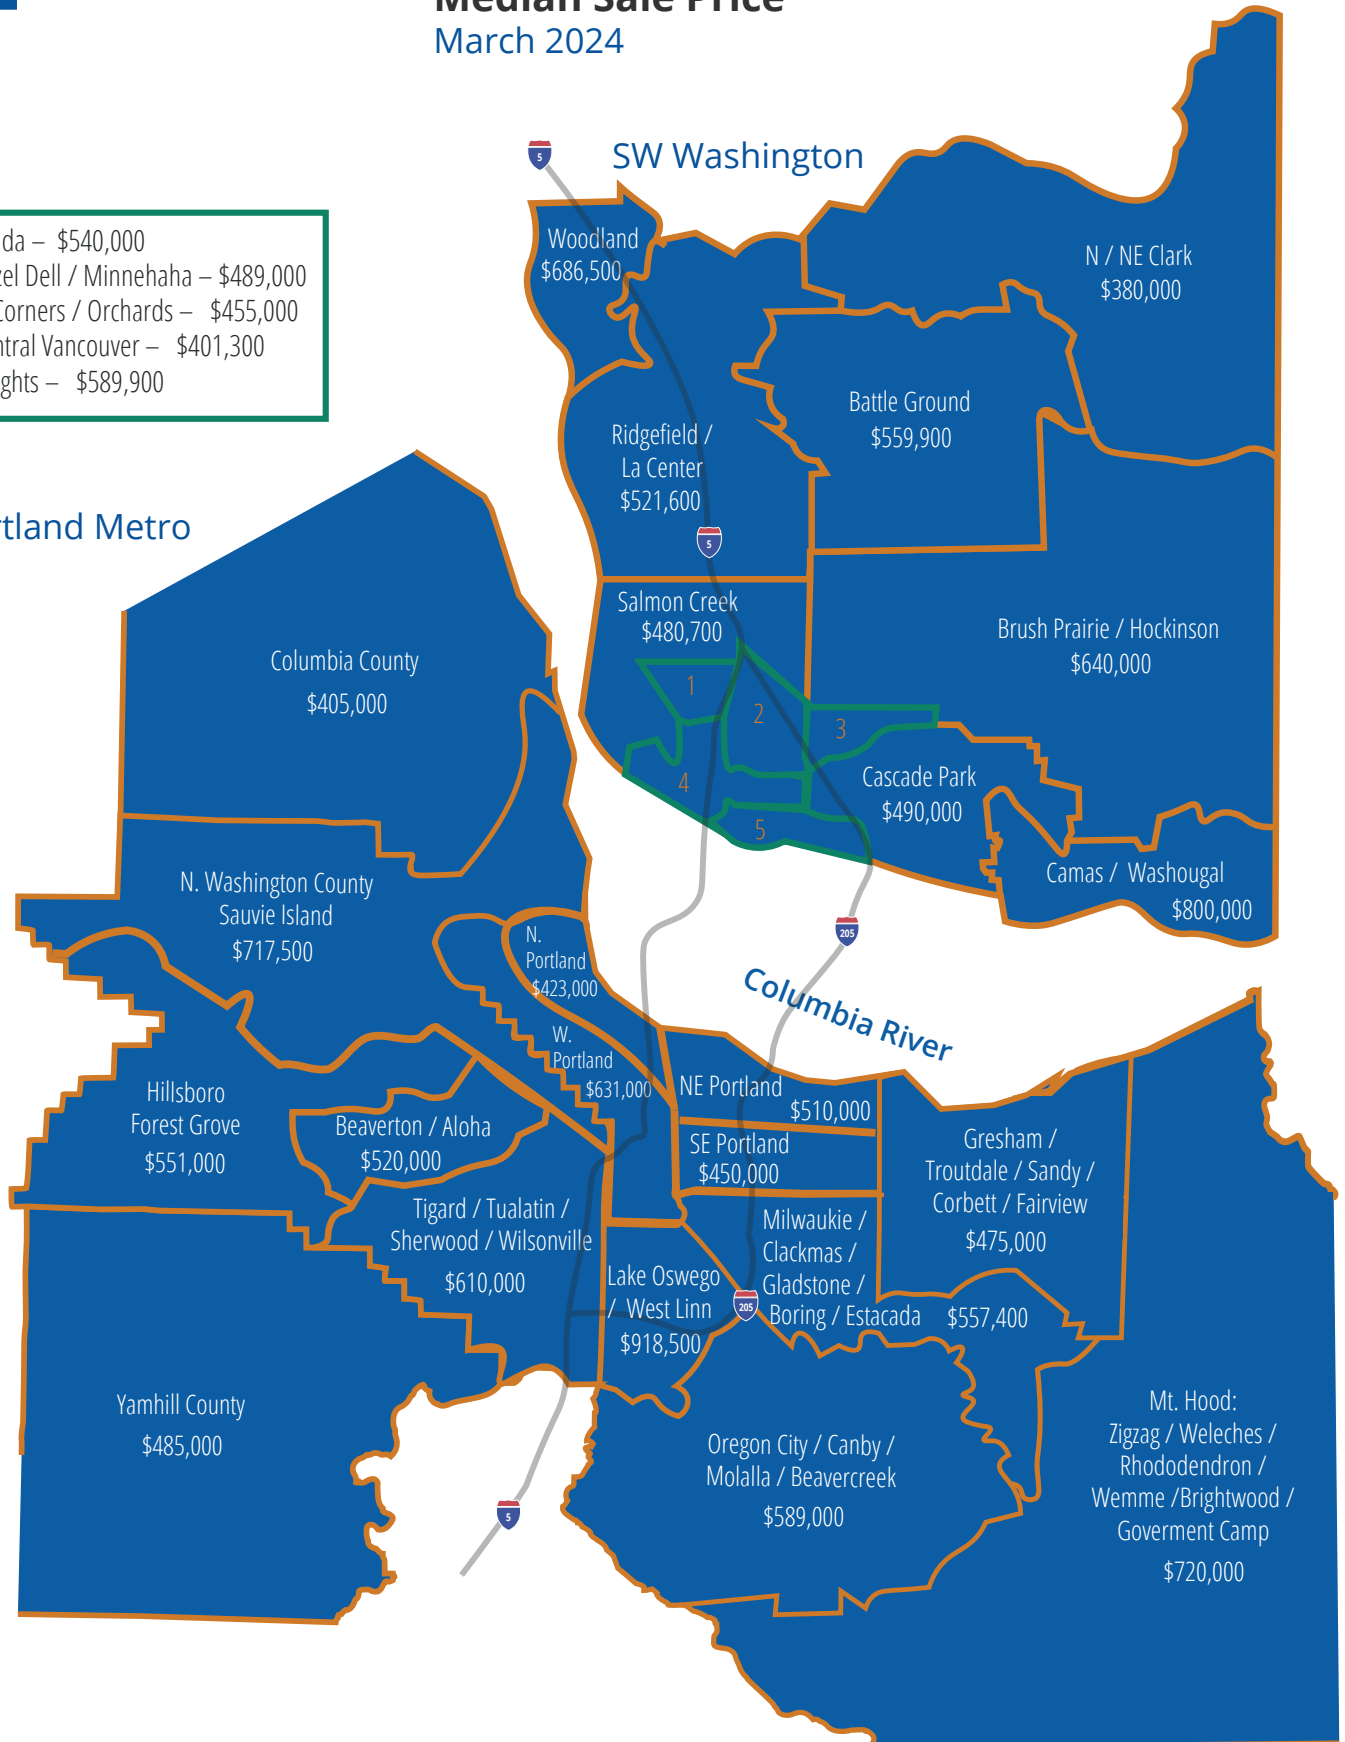 Median Sale Price
March 2024
SW Washington
5
Woodland
$686,500
N / NE Clark
$380,000
– $540,000
Dell / Minnehaha – $489,000
Corners / Orchards – $455,000
Vancouver – $401,300
– $589,900
Battle Ground
$559,900
Ridgefield /
La Center
$521,600
5
Metro
Salmon Creek
$480,700
Brush Prairie / Hockinson
$640,000
Columbia County
$405,000
1
2
3
4
5
Cascade Park
$490,000
Camas / Washougal
$800,000
N. Washington County
Sauvie Island
$717,500
N.
Portland
$423,000
205
Columbia River
W.
Portland
$631,000
NE Portland
$510,000
Hillsboro
Forest Grove
$551,000
Beaverton / Aloha
$520,000
SE Portland
$450,000
Gresham /
Troutdale / Sandy /
Corbett / Fairview
$475,000
Tigard / Tualatin /
Sherwood / Wilsonville
$610,000
Milwaukie /
Clackmas /
Gladstone /
Boring / Estacada $557,400
Lake Oswego
/ West Linn
$918,500
205
Yamhill County
$485,000
Oregon City / Canby /
Molalla / Beavercreek
$589,000
Mt. Hood:
Zigzag / Weleches /
Rhododendron /
Wemme /Brightwood /
Goverment Camp
$720,000
5